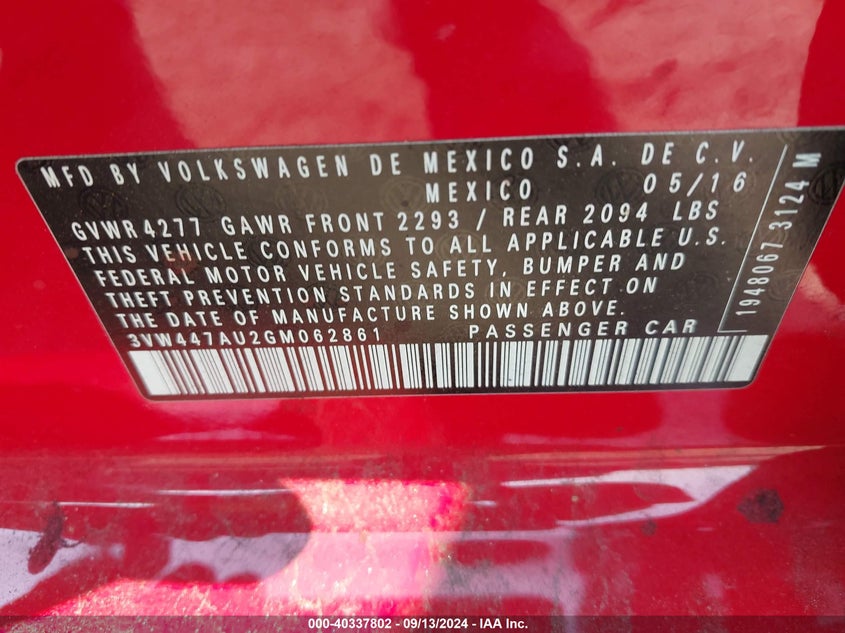 MFD BY VOLKSWAGEN DE MEXICO S.A. DE C.V.
MEXICO 05/16
GVWR 4277 GAWR FRONT 2293 / REAR 2094 LBS
THIS VEHICLE CONFORMS TO ALL APPLICABLE U.S.
FEDERAL MOTOR VEHICLE SAFETY, BUMPER AND
THEFT PREVENTION STANDARDS IN EFFECT ON
THE DATE OF MANUFACTURE SHOWN ABOVE.
3VW447AU2GM062861 PASSENGER CAR
1948067 3124 M
000-40337802 - 09/13/2024 - IAA Inc.